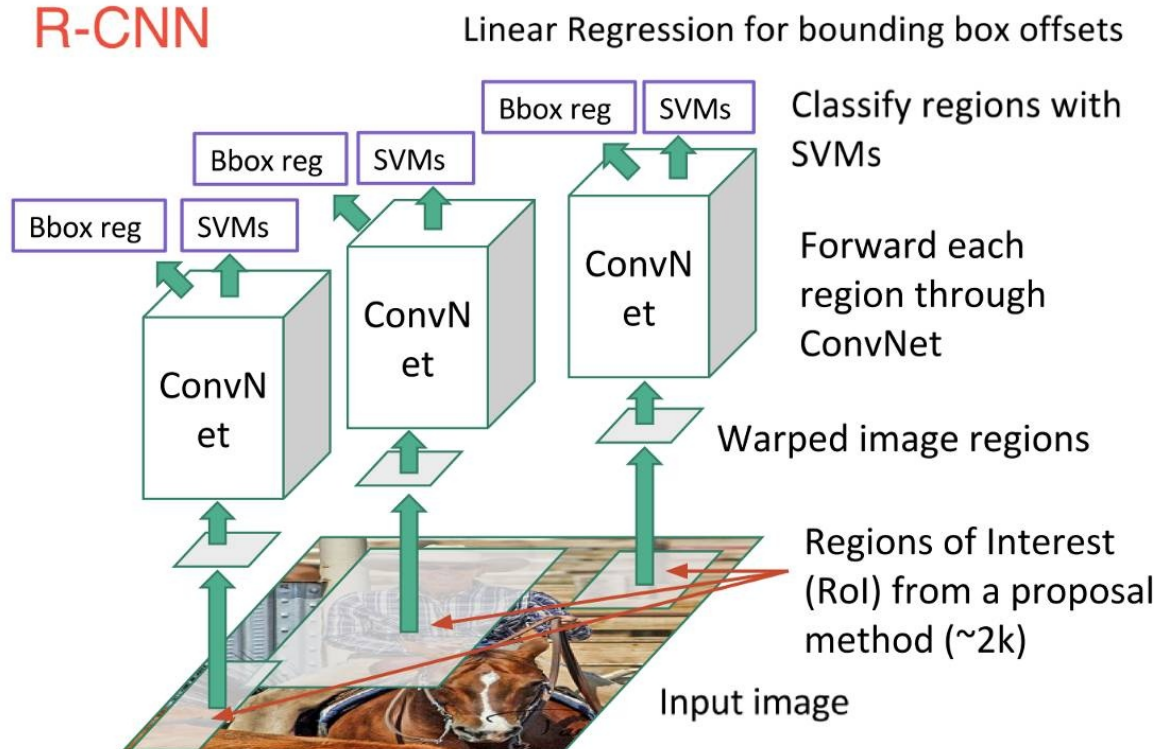 R-CNN
Linear Regression for bounding box offsets
Bbox reg
SVMs
Classify regions with
SVMs
Bbox reg
SVMs
Bbox reg
SVMs
ConvN
et
Forward each
region through
ConvNet
ConvN
et
ConvN
et
Warped image regions
Regions of Interest
(RoI) from a proposal
method (~2k)
Input image